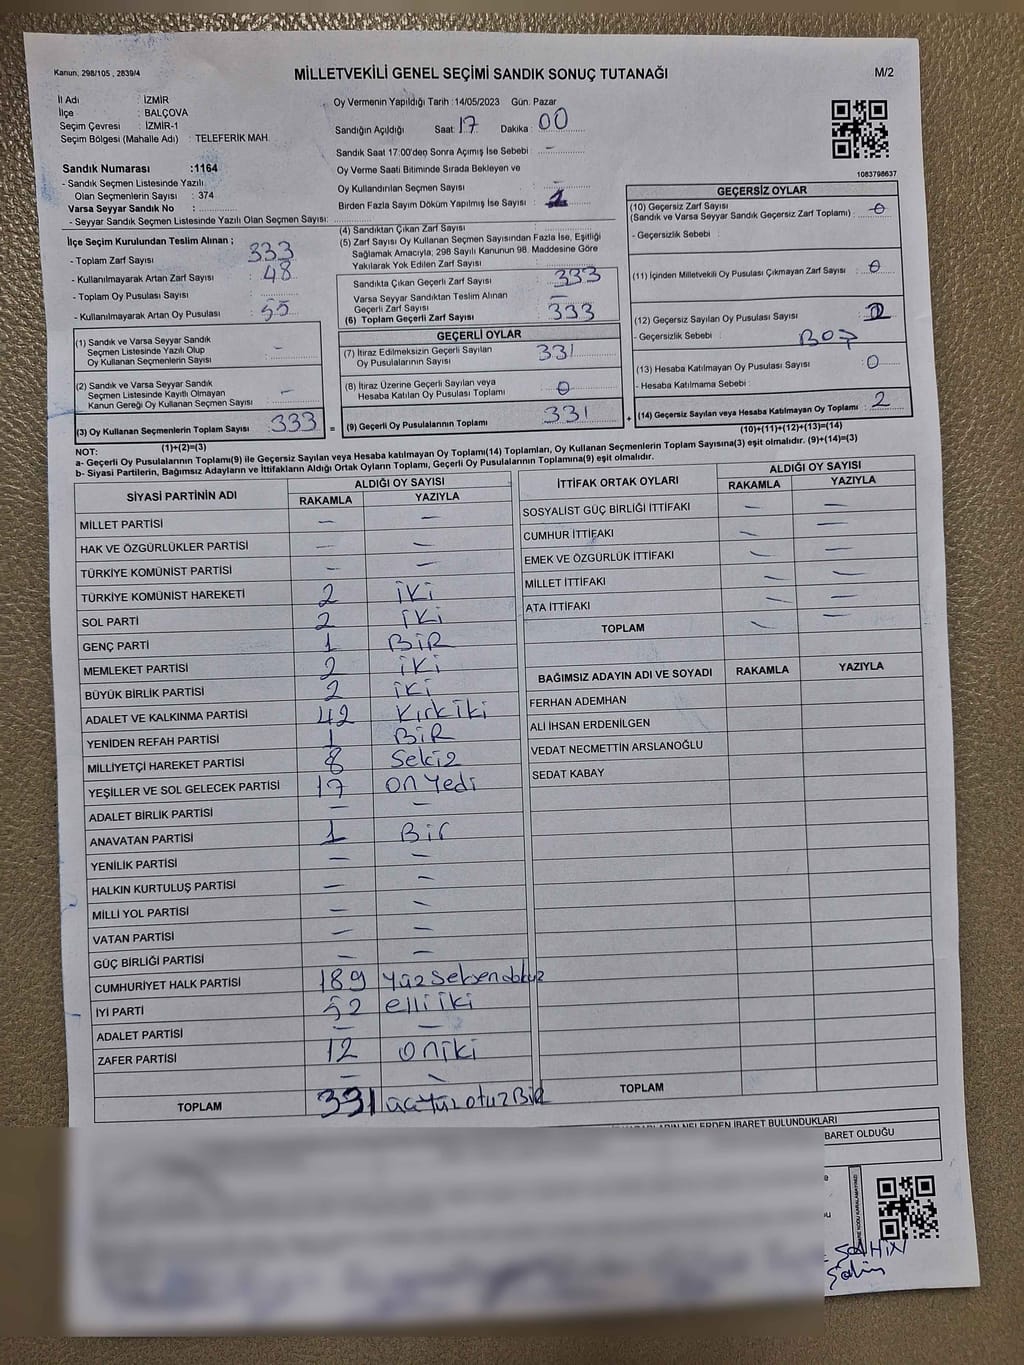 Kanun, 298/105 , 2839/4
MİLLETVEKİLİ GENEL SEÇİMİ SANDIK SONUÇ TUTANAĞI
M/2
İl Adı : İZMİR
İlçe : BALÇOVA
Seçim Çevresi : İZMİR-1
Seçim Bölgesi (Mahalle Adı) : TELEFERİK MAH.
Oy Vermenin Yapıldığı Tarih : 14/05/2023 Gün: Pazar
Sandığın Açıldığı Saat 17 Dakika : 00
Sandık Saat 17:00'den Sonra Açımış İse Sebebi : -
Oy Verme Saati Bitiminde Sırada Bekleyen ve
Oy Kullandırılan Seçmen Sayısı : -
Birden Fazla Sayım Döküm Yapılmış İse Sayısı :
1083798637
Sandık Numarası :1164
- Sandık Seçmen Listesinde Yazılı
Olan Seçmenlerin Sayısı : 374
Varsa Seyyar Sandık No :
- Seyyar Sandık Seçmen Listesinde Yazılı Olan Seçmen Sayısı:
İlçe Seçim Kurulundan Teslim Alınan ;
- Toplam Zarf Sayısı : 333
- Kullanılmayarak Artan Zarf Sayısı : 48
- Toplam Oy Pusulası Sayısı :
- Kullanılmayarak Artan Oy Pusulası : 55
(1) Sandık ve Varsa Seyyar Sandık
Seçmen Listesinde Yazılı Olup
Oy Kullanan Seçmenlerin Sayısı : -
(2) Sandık ve Varsa Seyyar Sandık
Seçmen Listesinde Kayıtlı Olmayan
Kanun Gereği Oy Kullanan Seçmen Sayısı : -
(3) Oy Kullanan Seçmenlerin Toplam Sayısı : 333
(1)+(2)=(3)
(4) Sandıktan Çıkan Zarf Sayısı :
(5) Zarf Sayısı Oy Kullanan Seçmen Sayısından Fazla İse, Eşitliği
Sağlamak Amacıyla; 298 Sayılı Kanunun 98. Maddesine Göre
Yakılarak Yok Edilen Zarf Sayısı :
Sandıkta Çıkan Geçerli Zarf Sayısı : 333
Varsa Seyyar Sandıktan Teslim Alınan
Geçerli Zarf Sayısı : -
(6) Toplam Geçerli Zarf Sayısı : 333
=
GEÇERLİ OYLAR
(7) İtiraz Edilmeksizin Geçerli Sayılan
Oy Pusulalarının Sayısı : 331
(8) İtiraz Üzerine Geçerli Sayılan veya
Hesaba Katılan Oy Pusulası Toplamı : 0
(9) Geçerli Oy Pusulalarının Toplamı : 331
+
GEÇERSİZ OYLAR
(10) Geçersiz Zarf Sayısı
(Sandık ve Varsa Seyyar Sandık Geçersiz Zarf Toplamı) : 0
- Geçersizlik Sebebi :
(11) İçinden Milletvekili Oy Pusulası Çıkmayan Zarf Sayısı : 0
(12) Geçersiz Sayılan Oy Pusulası Sayısı : 2
- Geçersizlik Sebebi : BOŞ
(13) Hesaba Katılmayan Oy Pusulası Sayısı : 0
- Hesaba Katılmama Sebebi :
(14) Geçersiz Sayılan veya Hesaba Katılmayan Oy Toplamı : 2
(10)+(11)+(12)+(13)=(14)
NOT:
a- Geçerli Oy Pusulalarının Toplamı(9) ile Geçersiz Sayılan veya Hesaba Katılmayan Oy Toplamı(14) Toplamları, Oy Kullanan Seçmenlerin Toplam Sayısına(3) eşit olmalıdır. (9)+(14)=(3)
b- Siyasi Partilerin, Bağımsız Adayların ve İttifakların Aldığı Ortak Oyların Toplamı, Geçerli Oy Pusulalarının Toplamına(9) eşit olmalıdır.
SİYASİ PARTİNİN ADI ALDIĞI OY SAYISI
RAKAMLA YAZIYLA
MİLLET PARTİSİ - -
HAK VE ÖZGÜRLÜKLER PARTİSİ - -
TÜRKİYE KOMÜNİST PARTİSİ - -
TÜRKİYE KOMÜNİST HAREKETİ 2 İKİ
SOL PARTİ 2 İKİ
GENÇ PARTİ 1 BİR
MEMLEKET PARTİSİ 2 İKİ
BÜYÜK BİRLİK PARTİSİ 2 İKİ
ADALET VE KALKINMA PARTİSİ 42 Kırkiki
YENİDEN REFAH PARTİSİ 1 BİR
MİLLİYETÇİ HAREKET PARTİSİ 8 Sekiz
YEŞİLLER VE SOL GELECEK PARTİSİ 17 on yedi
ADALET BİRLİK PARTİSİ - -
ANAVATAN PARTİSİ 1 Bir
YENİLİK PARTİSİ - -
HALKIN KURTULUŞ PARTİSİ - -
MİLLİ YOL PARTİSİ - -
VATAN PARTİSİ - -
GÜÇ BİRLİĞİ PARTİSİ - -
CUMHURİYET HALK PARTİSİ 189 Yüzseksendokuz
İYİ PARTİ 52 elliiki
ADALET PARTİSİ - -
ZAFER PARTİSİ 12 oniki
- -
TOPLAM 331 üçYüzotuzBİR
İTTİFAK ORTAK OYLARI ALDIĞI OY SAYISI
RAKAMLA YAZIYLA
SOSYALİST GÜÇ BİRLİĞİ İTTİFAKI - -
CUMHUR İTTİFAKI - -
EMEK VE ÖZGÜRLÜK İTTİFAKI - -
MİLLET İTTİFAKI - -
ATA İTTİFAKI - -
TOPLAM - -
BAĞIMSIZ ADAYIN ADI VE SOYADI RAKAMLA YAZIYLA
FERHAN ADEMHAN
ALİ İHSAN ERDENİLGEN
VEDAT NECMETTİN ARSLANOĞLU
SEDAT KABAY
TOPLAM
NELERDEN İBARET BULUNDUKLARI
BARET OLDUĞU
ŞAHİN
Şahin